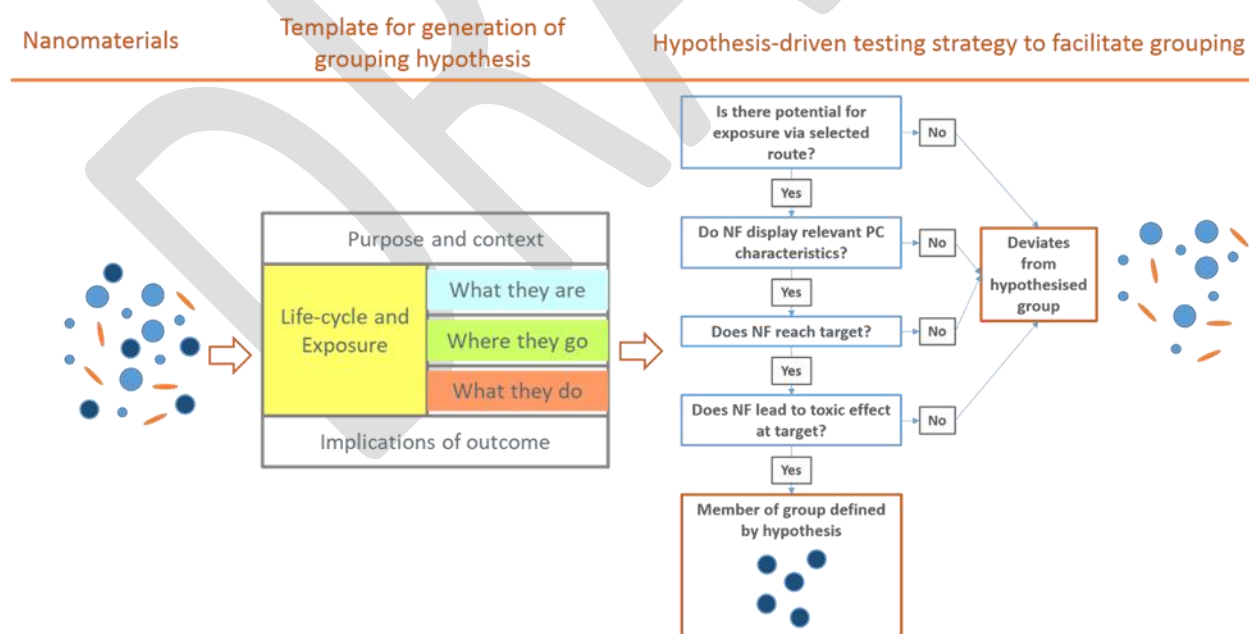 Nanomaterials
Template for generation of
grouping hypothesis
Hypothesis-driven testing strategy to facilitate grouping
Purpose and context
Life-cycle and
Exposure
What they are
Where they go
What they do
Implications of outcome
Is there potential for
exposure via selected
route?
No
Yes
Do NF display relevant PC
characteristics?
No
Yes
Does NF reach target?
No
Yes
Does NF lead to toxic effect
at target?
No
Yes
Deviates
from
hypothesised
group
Member of group defined
by hypothesis